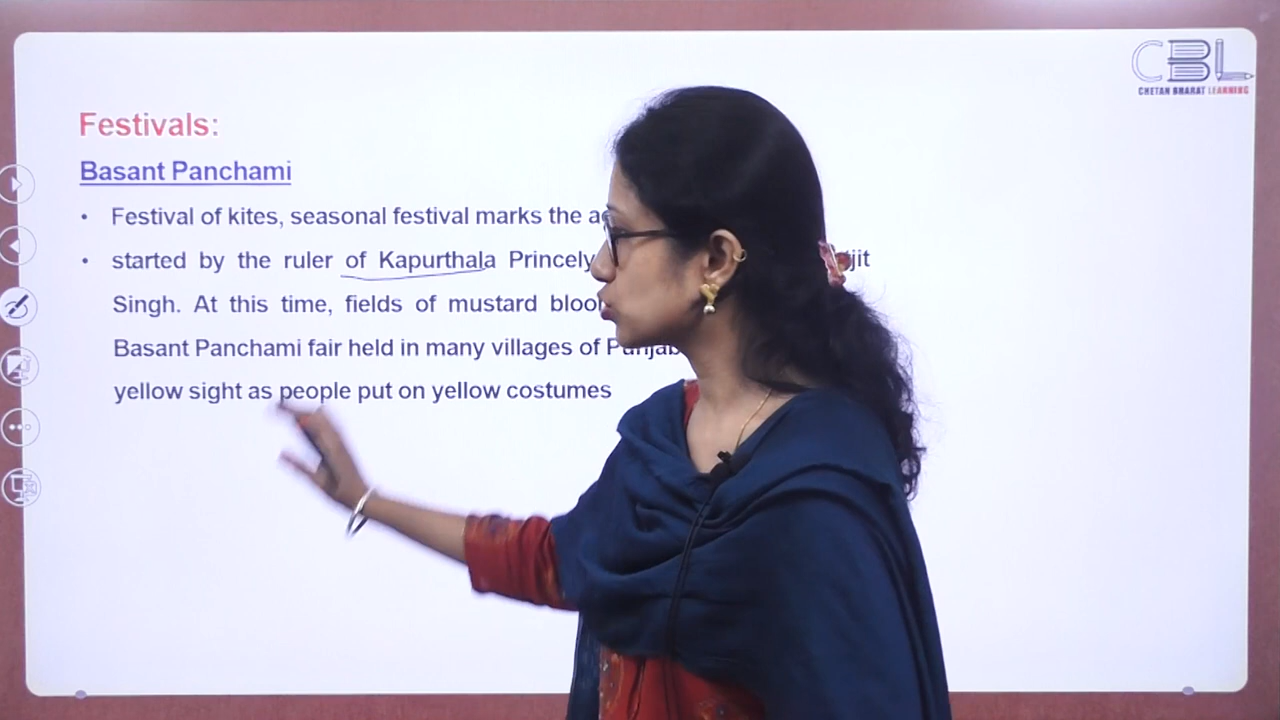 CBL
CHETAN BHARAT LEARNING
Festivals:
Basant Panchami
• Festival of kites, seasonal festival marks the
• started by the ruler of Kapurthala Princely
Singh. At this time, fields of mustard
Basant Panchami fair held in many villages of Punjab
yellow sight as people put on yellow costumes